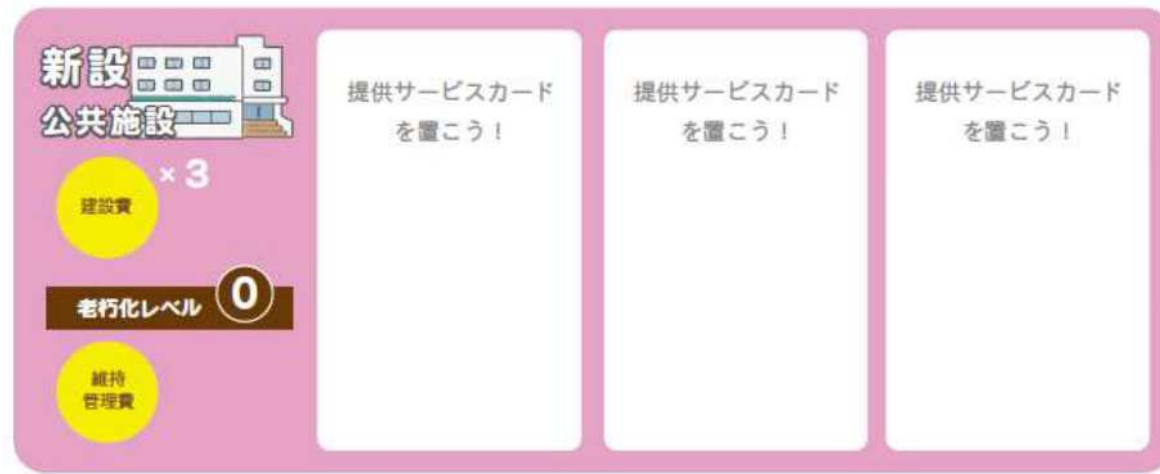 新設
公共施設
建設費
×3
老朽化レベル 0
維持
管理費
提供サービスカード
を置こう！
提供サービスカード
を置こう！
提供サービスカード
を置こう！